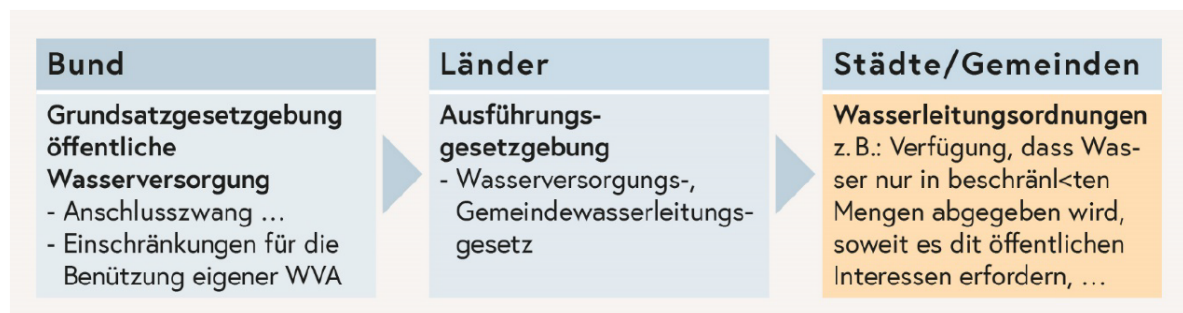 Bund
Grundsatzgesetzgebung
öffentliche
Wasserversorgung
- Anschlusszwang ...
- Einschränkungen für die
Benützung eigener WVA
Länder
Ausführungs-
gesetzgebung
- Wasserversorgungs-,
Gemeindewasserleitungs-
gesetz
Städte/Gemeinden
Wasserleitungsordnungen
z. B.: Verfügung, dass Was-
ser nur in beschränl<ten
Mengen abgegeben wird,
soweit es dit öffentlichen
Interessen erfordern, ...